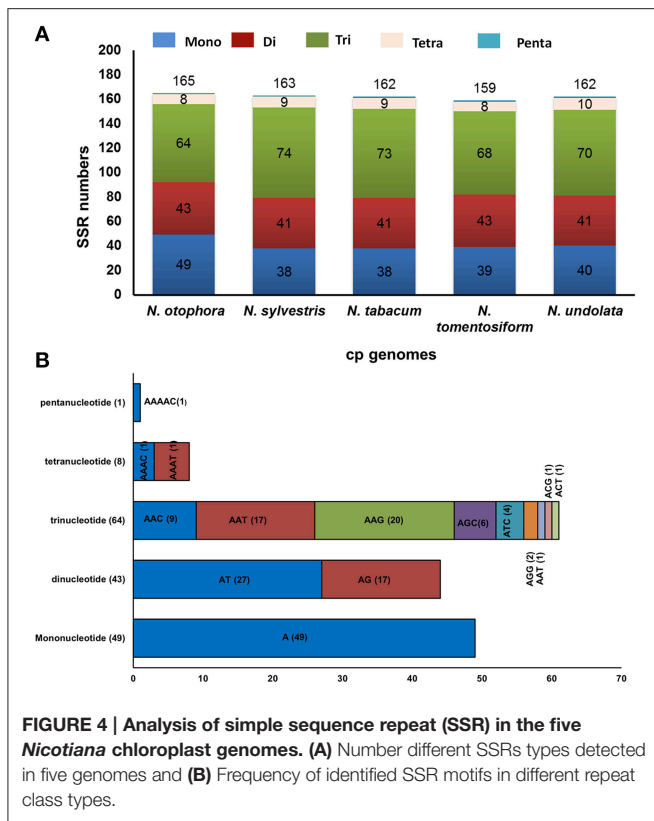 A
Mono Di Tri Tetra Penta
SSR numbers
200
180
160
140
120
100
80
60
40
20
0
165 163 162 159 162
8 9 9 8 10
64 74 73 68 70
43 41 41 43 41
49 38 38 39 40
N. otophora N. sylvestris N. tabacum N. tomentosiform N. undolata
cp genomes
B
pentanucleotide (1)
AAAAC(1)
tetranucleotide (8)
AAAC (1)
AAAT (1)
trinucleotide (64)
AAC (9) AAT (17) AAG (20) AGC(6)
ATC (4)
AGG (2)
AAT (1)
ACG (1)
ACT (1)
dinucleotide (43)
AT (27) AG (17)
Mononucleotide (49)
A (49)
0 10 20 30 40 50 60 70
FIGURE 4 | Analysis of simple sequence repeat (SSR) in the five
Nicotiana chloroplast genomes. (A) Number different SSRs types detected
in five genomes and (B) Frequency of identified SSR motifs in different repeat
class types.